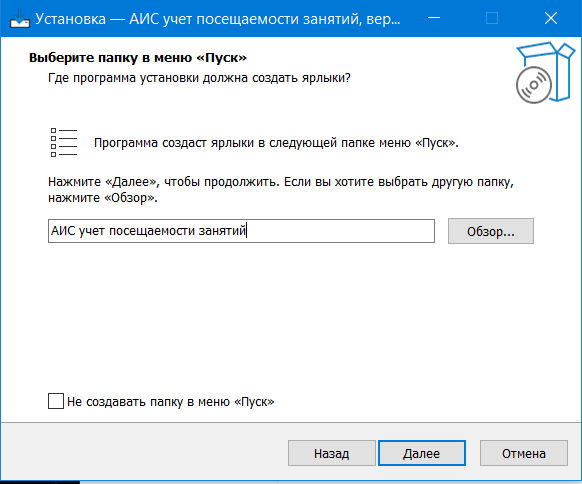 Установка — АИС учет посещаемости занятий, вер...
Выберите папку в меню «Пуск»
Где программа установки должна создать ярлыки?
Программа создаст ярлыки в следующей папке меню «Пуск».
Нажмите «Далее», чтобы продолжить. Если вы хотите выбрать другую папку,
нажмите «Обзор».
АИС учет посещаемости занятий
Обзор...
Не создавать папку в меню «Пуск»
Назад
Далее
Отмена